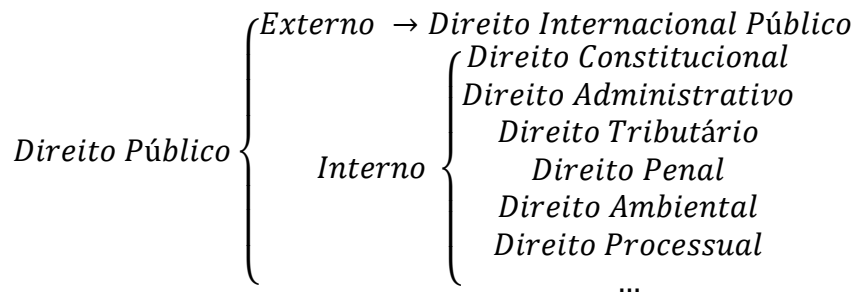 Externo → Direito Internacional Público
Direito Público
Interno
Direito Constitucional
Direito Administrativo
Direito Tributário
Direito Penal
Direito Ambiental
Direito Processual
...